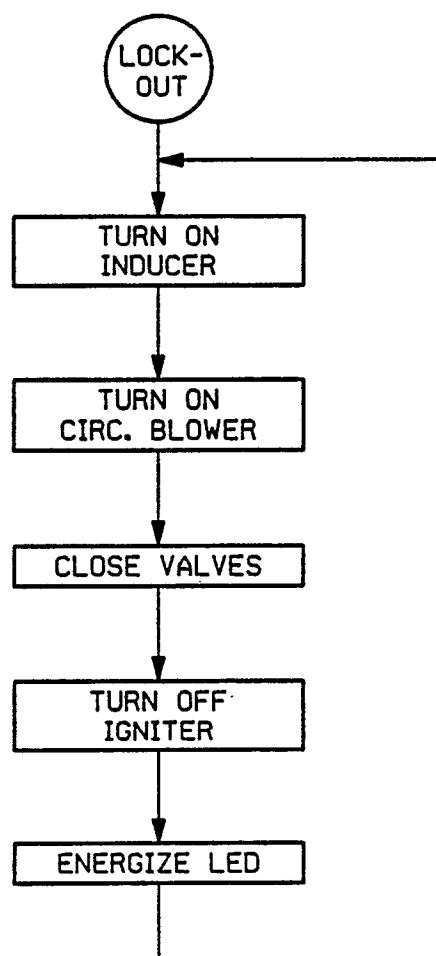 LOCK-
OUT
TURN ON
INDUCER
TURN ON
CIRC. BLOWER
CLOSE VALVES
TURN OFF
IGNITER
ENERGIZE LED